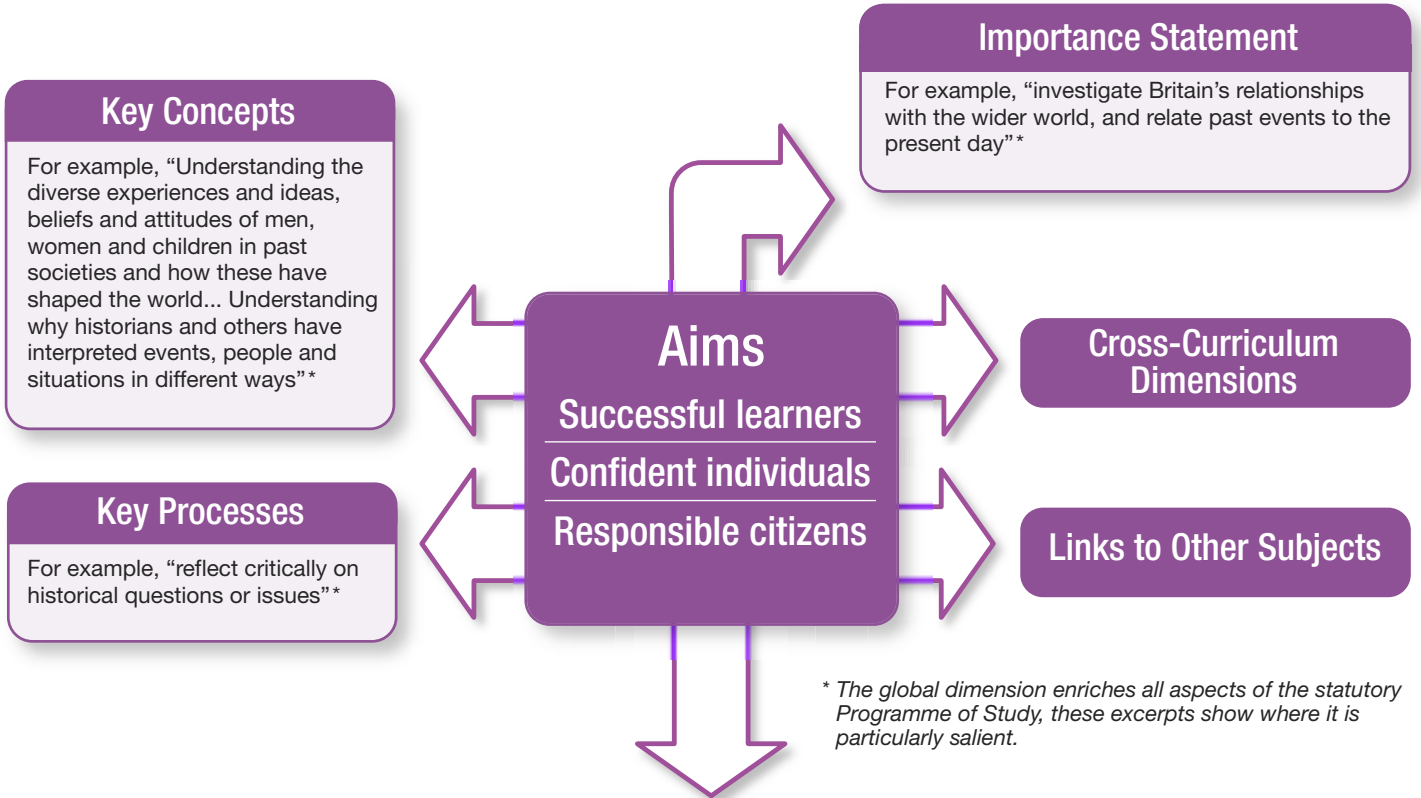 Importance Statement
For example, “investigate Britain’s relationships
with the wider world, and relate past events to the
present day”*
Key Concepts
For example, “Understanding the
diverse experiences and ideas,
beliefs and attitudes of men,
women and children in past
societies and how these have
shaped the world... Understanding
why historians and others have
interpreted events, people and
situations in different ways”*
Key Processes
For example, “reflect critically on
historical questions or issues”*
Aims
Successful learners
Confident individuals
Responsible citizens
Cross-Curriculum
Dimensions
Links to Other Subjects
* The global dimension enriches all aspects of the statutory
Programme of Study, these excerpts show where it is
particularly salient.